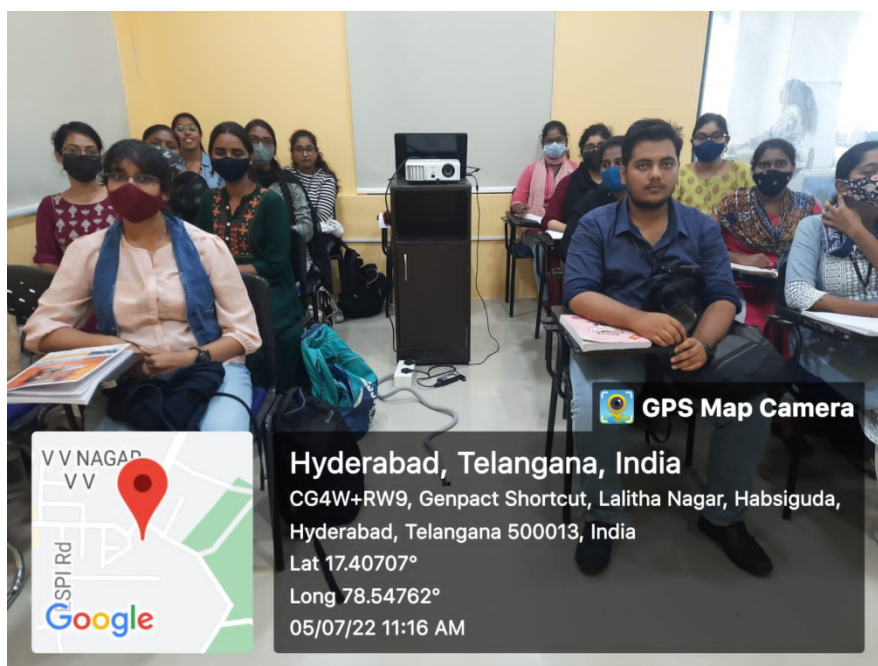 GPS Map Camera
V V NAGAR
V V
LSPI Rd
Google
Hyderabad, Telangana, India
CG4W+RW9, Genpact Shortcut, Lalitha Nagar, Habsiguda,
Hyderabad, Telangana 500013, India
Lat 17.40707°
Long 78.54762°
05/07/22 11:16 AM